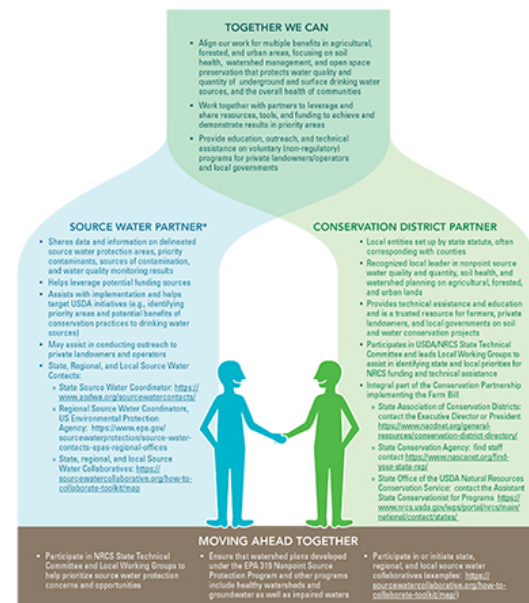 TOGETHER WE CAN
• Align our work for multiple benefits in agricultural,
forested, and urban areas, focusing on soil
health, watershed management, and open space
preservation that protects water quality and
quantity of underground and surface drinking water
sources, and the overall health of communities
• Work together with partners to leverage and
share resources, tools, and funding to achieve and
demonstrate results in priority areas
• Provide education, outreach, and technical
assistance on voluntary (non-regulatory)
programs for private landowners/operators
and local governments
SOURCE WATER PARTNER*
• Shares data and information on delineated
source water protection areas, priority
contaminants, sources of contamination,
and water quality monitoring results
• Helps leverage potential funding sources
• Assists with implementation and helps
target USDA initiatives (e.g., identifying
priority areas and potential benefits of
conservation practices to drinking water
sources)
• May assist in conducting outreach to
private landowners and operators
• State, Regional, and Local Source Water
Contacts:
» State Source Water Coordinator: https://
www.asdwa.org/sourcewatercontacts/
» Regional Source Water Coordinators,
US Environmental Protection
Agency: https://www.epa.gov/
sourcewaterprotection/source-water-
contacts-epas-regional-offices
» State, regional, and local Source
Water Collaboratives: https://
sourcewatercollaborative.org/how-to-
collaborate-toolkit/map
CONSERVATION DISTRICT PARTNER
• Local entities set up by state statute, often
corresponding with counties
• Recognized local leader in nonpoint source
water quality and quantity, soil health, and
watershed planning on agricultural, forested,
and urban lands
• Provides technical assistance and education
and is a trusted resource for farmers, private
landowners, and local governments on soil
and water conservation projects
• Participates in USDA/NRCS State Technical
Committee and leads Local Working Groups to
assist in identifying state and local priorities for
NRCS funding and technical assistance
• Integral part of the Conservation Partnership
implementing the Farm Bill
» State Association of Conservation Districts:
contact the Executive Director or President
https://www.nacdnet.org/general-
resources/conservation-district-directory/
» State Conservation Agency: find staff
contact https://www.nascanet.org/find-
your-state-rep/
» State Office of the USDA Natural Resources
Conservation Service: contact the Assistant
State Conservationist for Programs https://
www.nrcs.usda.gov/wps/portal/nrcs/main/
national/contact/states/
MOVING AHEAD TOGETHER
• Participate in NRCS State Technical
Committee and Local Working Groups to
help prioritize source water protection
concerns and opportunities
• Ensure that watershed plans developed
under the EPA 319 Nonpoint Source
Protection Program and other programs
include healthy watersheds and
groundwater as well as impaired waters
• Participate in or initiate state,
regional, and local source water
collaboratives (examples: https://
sourcewatercollaborative.org/how-to-
collaborate-toolkit/map/)